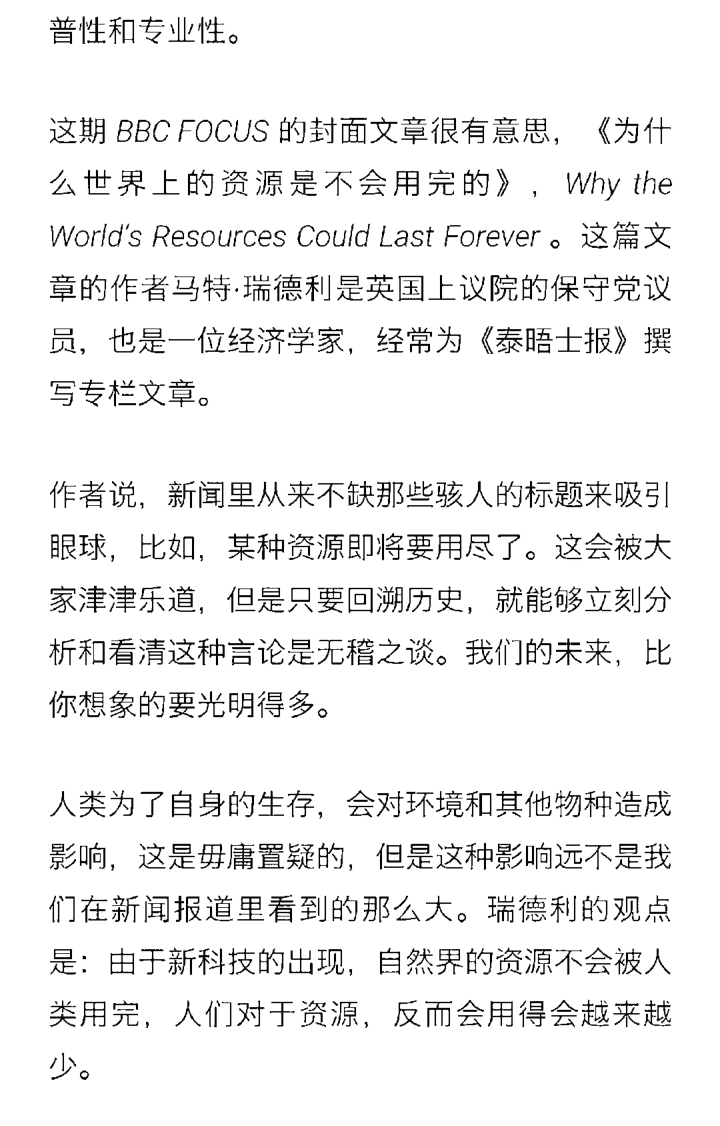 普性和专业性。
这期 BBC FOCUS 的封面文章很有意思，《为什
么世界上的资源是不会用完的》，Why the
World's Resources Could Last Forever 。这篇文
章的作者马特·瑞德利是英国上议院的保守党议
员，也是一位经济学家，经常为《泰晤士报》撰
写专栏文章。
作者说，新闻里从来不缺那些骇人的标题来吸引
眼球，比如，某种资源即将要用尽了。这会被大
家津津乐道，但是只要回溯历史，就能够立刻分
析和看清这种言论是无稽之谈。我们的未来，比
你想象的要光明得多。
人类为了自身的生存，会对环境和其他物种造成
影响，这是毋庸置疑的，但是这种影响远不是我
们在新闻报道里看到的那么大。瑞德利的观点
是：由于新科技的出现，自然界的资源不会被人
类用完，人们对于资源，反而会用得会越来越
少。